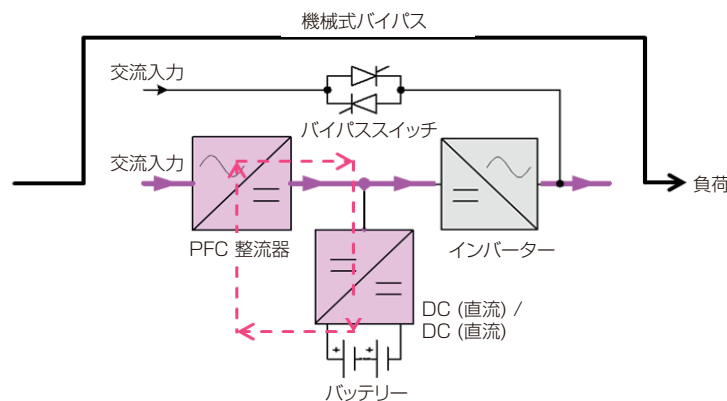 機械式バイパス
交流入力
バイパススイッチ
交流入力
負荷
PFC 整流器
インバーター
DC (直流) /
DC (直流)
+ +
バッテリー